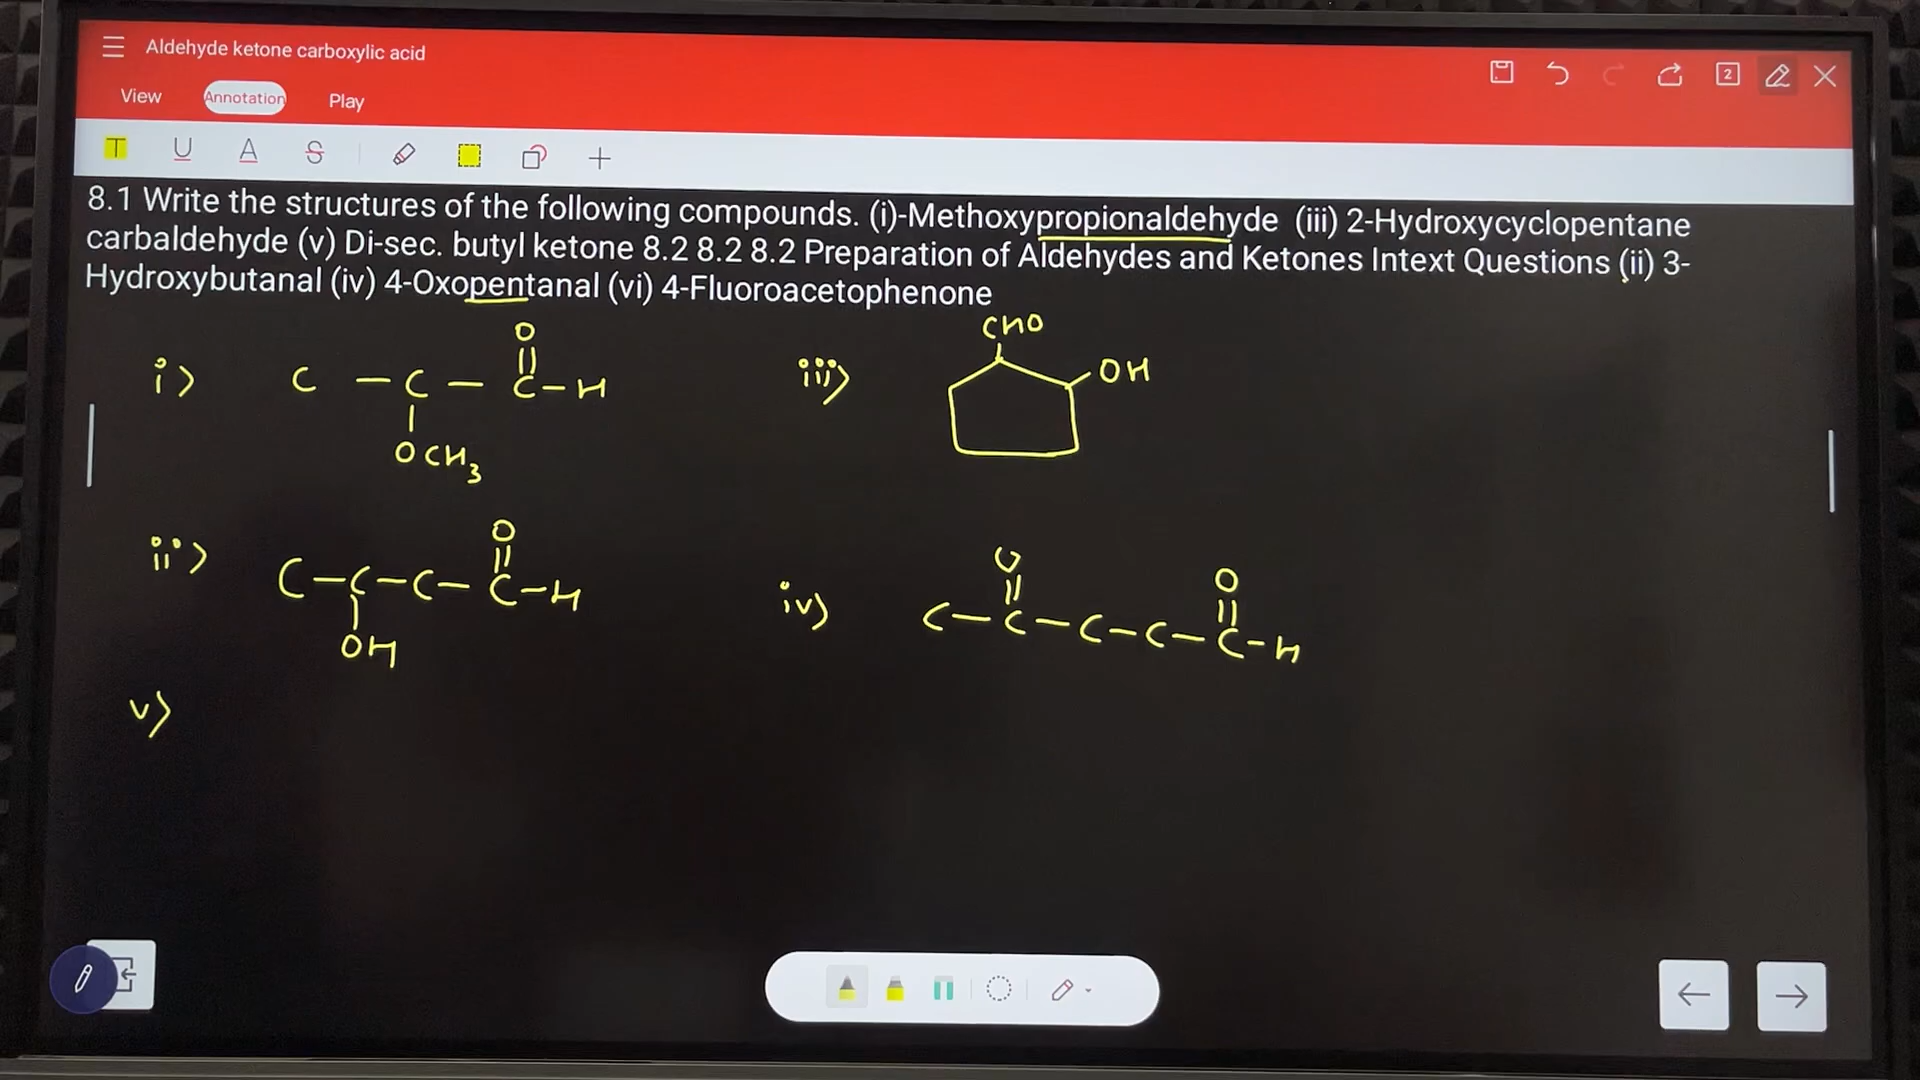 Aldehyde ketone carboxylic acid
2
View Annotation Play
T U A S
8.1 Write the structures of the following compounds. (i)-Methoxypropionaldehyde (iii) 2-Hydroxycyclopentane
carbaldehyde (v) Di-sec. butyl ketone 8.2 8.2 8.2 Preparation of Aldehydes and Ketones Intext Questions (ii) 3-
Hydroxybutanal (iv) 4-Oxopentanal (vi) 4-Fluoroacetophenone
O
i) C - C - C - H
OCH3
CHO
iii) OH
O
ii) C - C - C - C - H
OH
O O
iv) C - C - C - C - C - H
v)